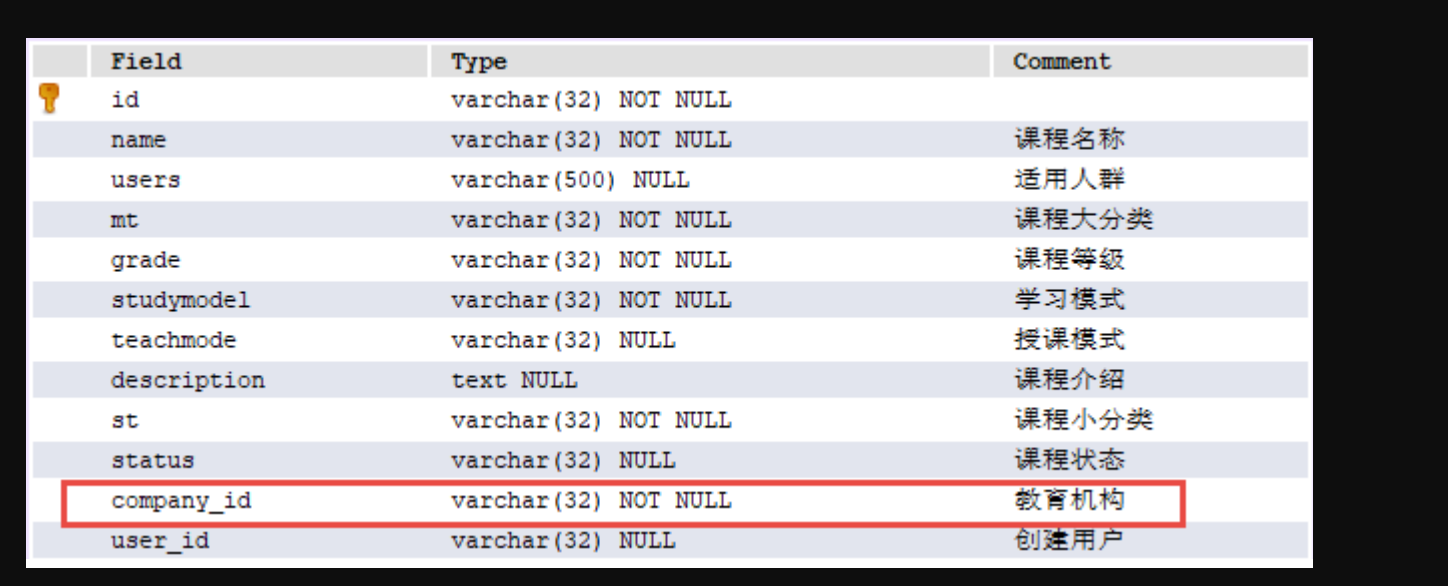 Field Type Comment
id varchar(32) NOT NULL
name varchar(32) NOT NULL 课程名称
users varchar(500) NULL 适用人群
mt varchar(32) NOT NULL 课程大分类
grade varchar(32) NOT NULL 课程等级
studymodel varchar(32) NOT NULL 学习模式
teachmode varchar(32) NULL 授课模式
description text NULL 课程介绍
st varchar(32) NOT NULL 课程小分类
status varchar(32) NULL 课程状态
company_id varchar(32) NOT NULL 教育机构
user_id varchar(32) NULL 创建用户